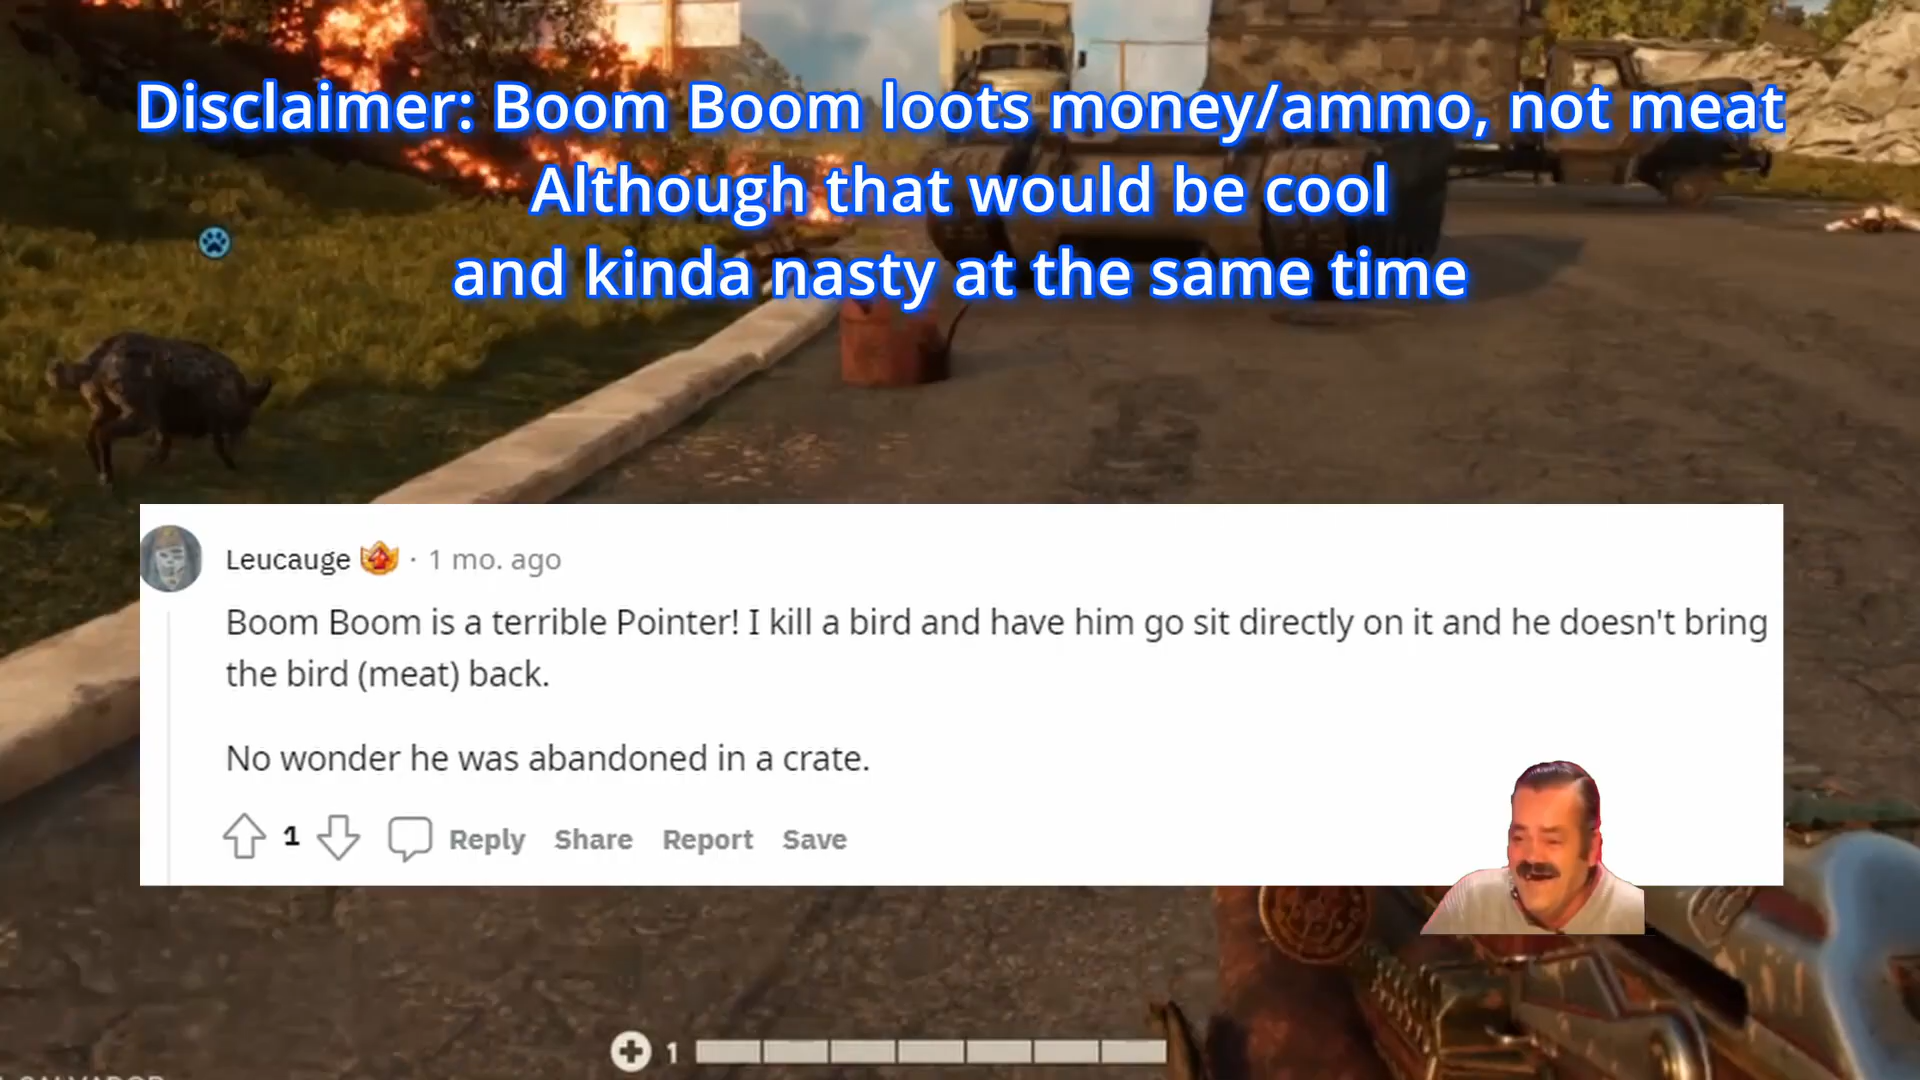 Disclaimer: Boom Boom loots money/ammo, not meat
Although that would be cool
and kinda nasty at the same time
Leucauge · 1 mo. ago
Boom Boom is a terrible Pointer! I kill a bird and have him go sit directly on it and he doesn't bring
the bird (meat) back.
No wonder he was abandoned in a crate.
1 Reply Share Report Save
1